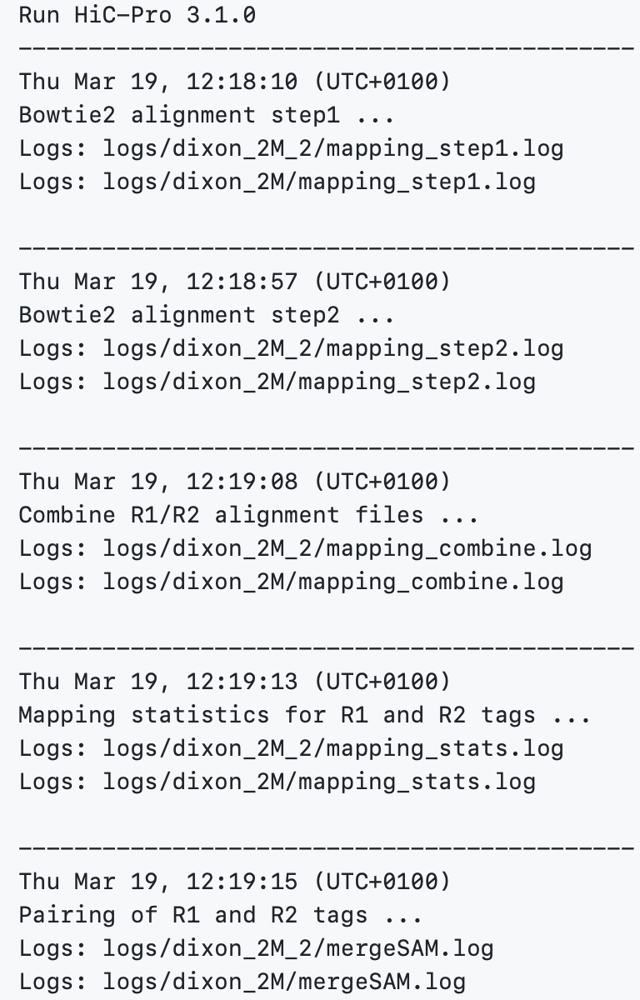 Run HiC-Pro 3.1.0
--------------------------------------------
Thu Mar 19, 12:18:10 (UTC+0100)
Bowtie2 alignment step1 ...
Logs: logs/dixon_2M_2/mapping_step1.log
Logs: logs/dixon_2M/mapping_step1.log
--------------------------------------------
Thu Mar 19, 12:18:57 (UTC+0100)
Bowtie2 alignment step2 ...
Logs: logs/dixon_2M_2/mapping_step2.log
Logs: logs/dixon_2M/mapping_step2.log
--------------------------------------------
Thu Mar 19, 12:19:08 (UTC+0100)
Combine R1/R2 alignment files ...
Logs: logs/dixon_2M_2/mapping_combine.log
Logs: logs/dixon_2M/mapping_combine.log
--------------------------------------------
Thu Mar 19, 12:19:13 (UTC+0100)
Mapping statistics for R1 and R2 tags ...
Logs: logs/dixon_2M_2/mapping_stats.log
Logs: logs/dixon_2M/mapping_stats.log
--------------------------------------------
Thu Mar 19, 12:19:15 (UTC+0100)
Pairing of R1 and R2 tags ...
Logs: logs/dixon_2M_2/mergeSAM.log
Logs: logs/dixon_2M/mergeSAM.log